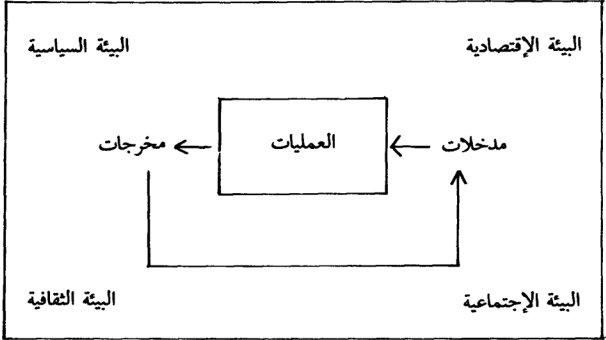 البيئة الإقتصادية
البيئة السياسية
مدخلات
العمليات
مخرجات
البيئة الإجتماعية
البيئة الثقافية